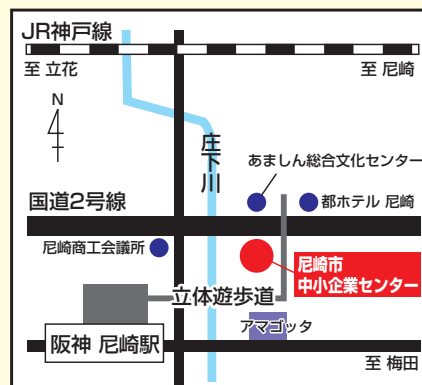 JR神戸線
至 立花
至 尼崎
N
庄下川
あましん総合文化センター
国道2号線
都ホテル 尼崎
尼崎商工会議所
尼崎市
中小企業センター
立体遊歩道
アマゴッタ
阪神 尼崎駅
至 梅田